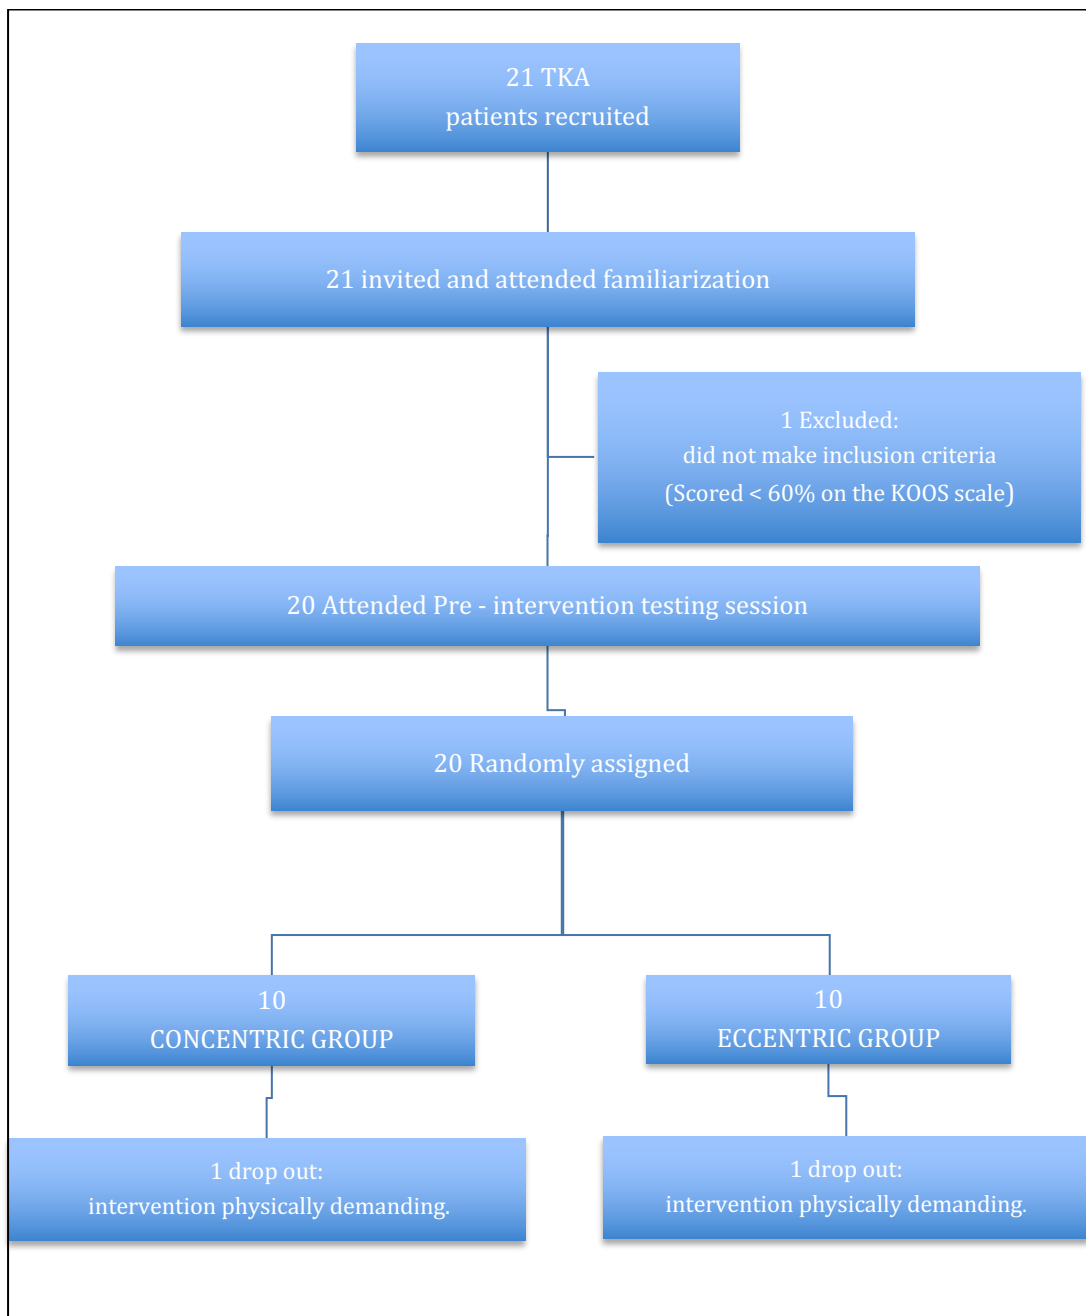 21 TKA
patients recruited
21 invited and attended familiarization
1 Excluded:
did not make inclusion criteria
(Scored < 60% on the KOOS scale)
20 Attended Pre - intervention testing session
20 Randomly assigned
10
CONCENTRIC GROUP
10
ECCENTRIC GROUP
1 drop out:
intervention physically demanding.
1 drop out:
intervention physically demanding.